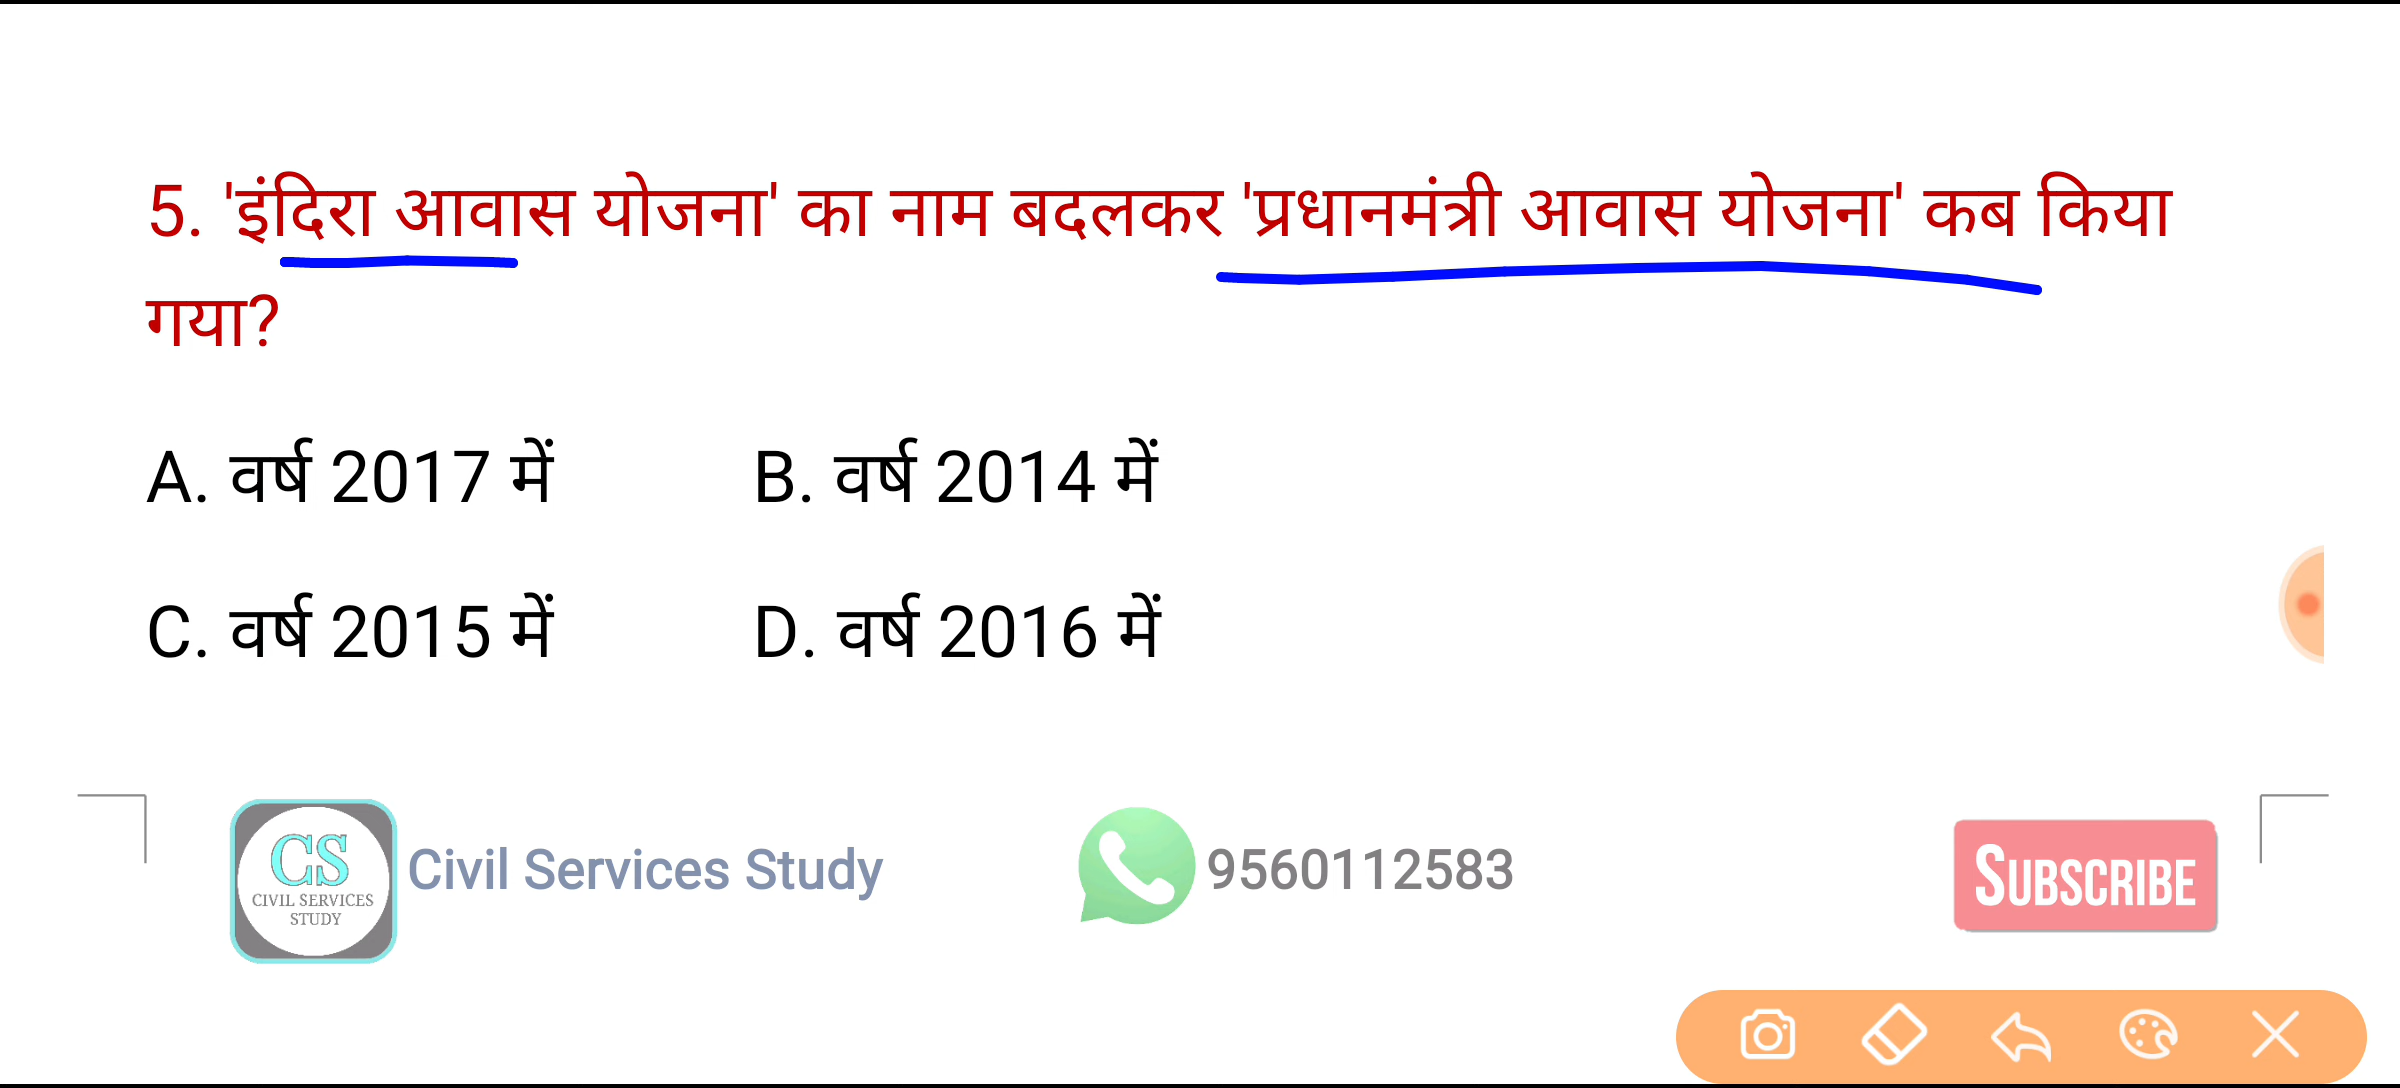 5. 'इंदिरा आवास योजना' का नाम बदलकर 'प्रधानमंत्री आवास योजना' कब किया
गया?
A. वर्ष 2017 में B. वर्ष 2014 में
C. वर्ष 2015 में D. वर्ष 2016 में
CS
CIVIL SERVICES
STUDY
Civil Services Study
9560112583
SUBSCRIBE